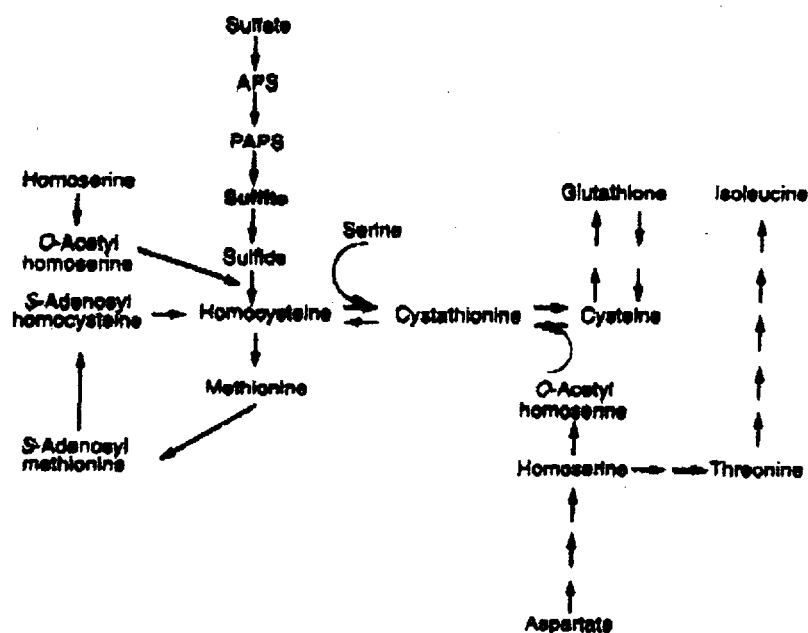 Sulfate
APS
PAPS
Homoserine
Sulfite
Glutathione
Isoleucine
O-Acetyl
homoserine
Sulfide
Serine
S-Adenosyl
homocysteine
Homocysteine
Cystathionine
Cysteine
Methionine
O-Acetyl
homoserine
S-Adenosyl
methionine
Homoserine
Threonine
Aspartate